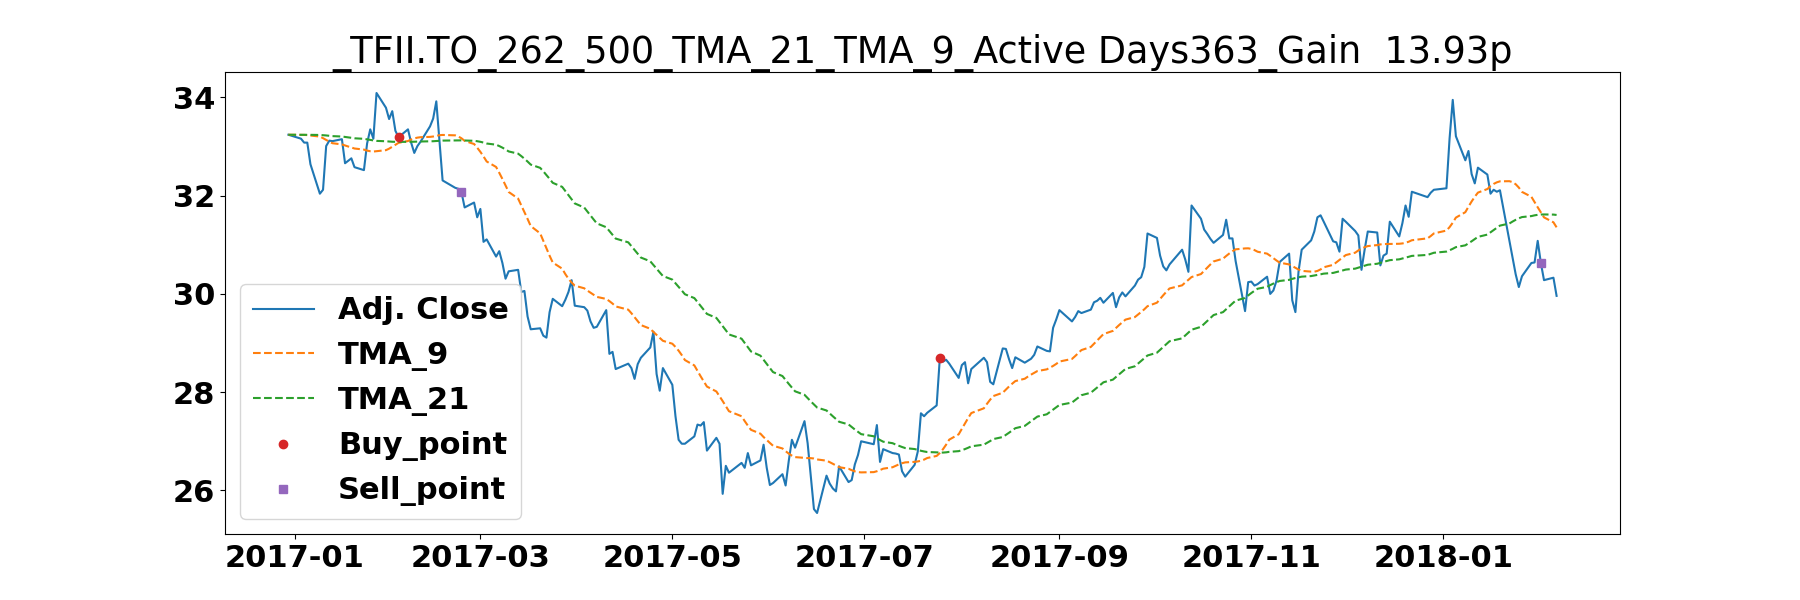 _TFII.TO_262_500_TMA_21_TMA_9_Active Days363_Gain  13.93p
34
32
30
28
26
Adj. Close
TMA_9
TMA_21
Buy_point
Sell_point
2017-01 2017-03 2017-05 2017-07 2017-09 2017-11 2018-01